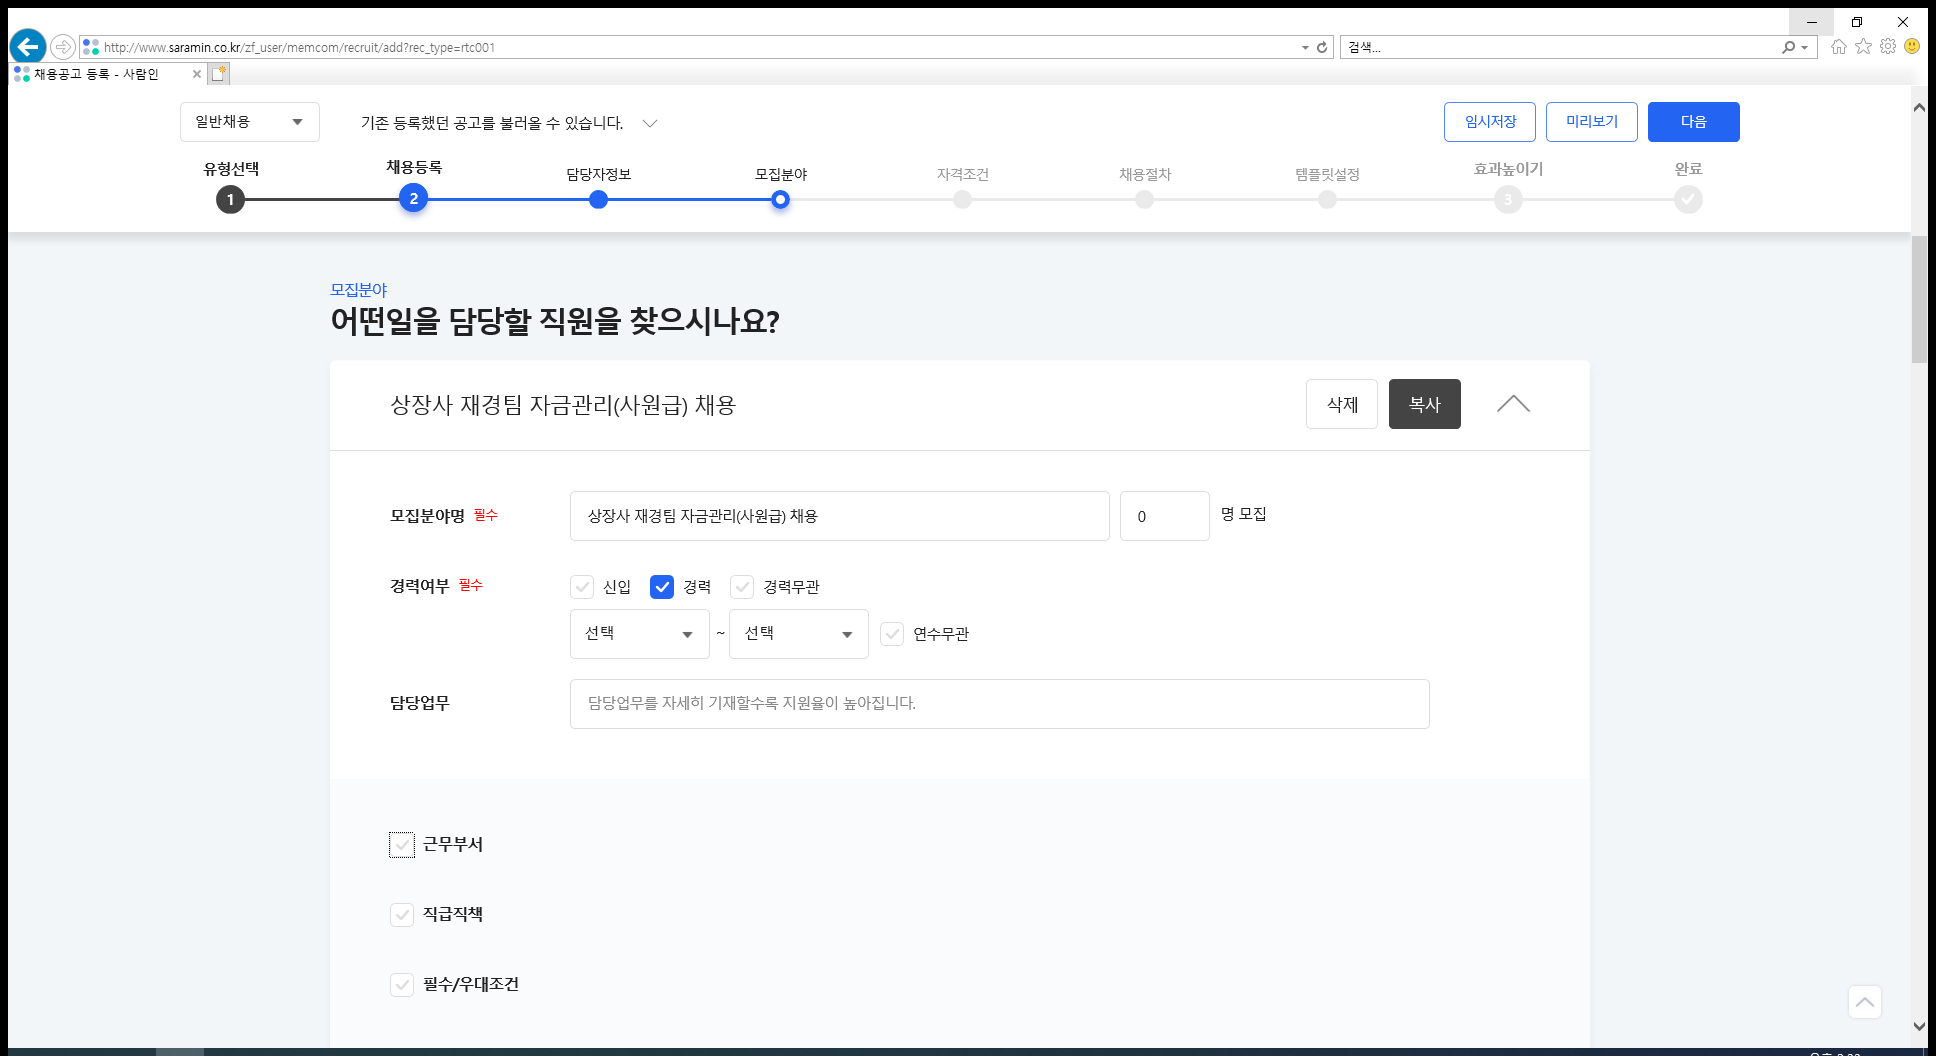 http://www.saramin.co.kr/zf_user/memcom/recruit/add?rec_type=rtc001
검색...
채용공고 등록 - 사람인
일반채용
기존 등록했던 공고를 불러올 수 있습니다.
임시저장
미리보기
다음
유형선택
채용등록
담당자정보
모집분야
자격조건
채용절차
템플릿설정
효과높이기
완료
1
2
3
모집분야
어떤일을 담당할 직원을 찾으시나요?
상장사 재경팀 자금관리(사원급) 채용
삭제
복사
모집분야명 필수
상장사 재경팀 자금관리(사원급) 채용
0
명 모집
경력여부 필수
신입
경력
경력무관
선택
~
선택
연수무관
담당업무
담당업무를 자세히 기재할수록 지원율이 높아집니다.
근무부서
직급직책
필수/우대조건